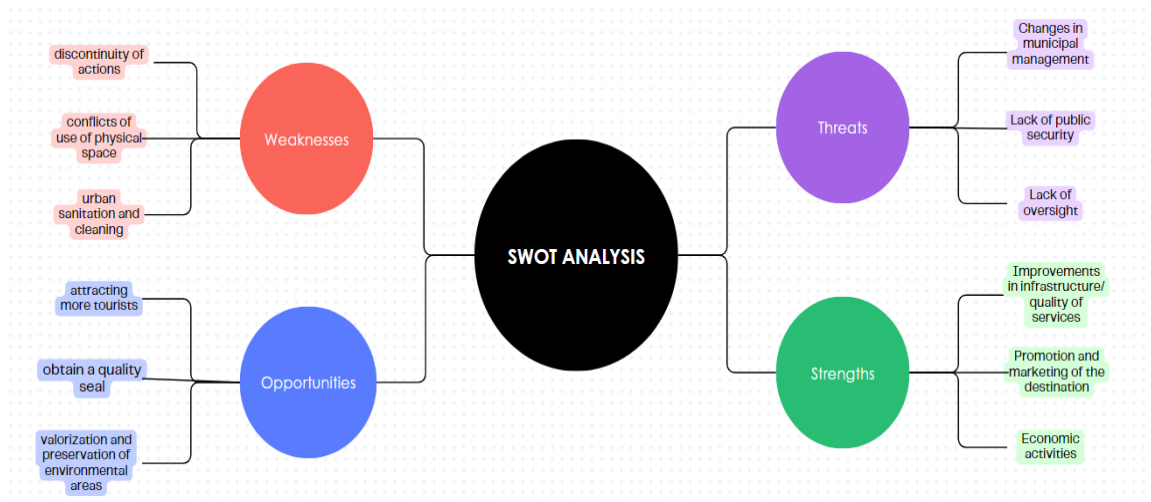 SWOT ANALYSIS
Weaknesses
discontinuity of
actions
conflicts of
use of physical
space
urban
sanitation and
cleaning
Opportunities
attracting
more tourists
obtain a quality
seal
valorization and
preservation of
environmental
areas
Threats
Changes in
municipal
management
Lack of public
security
Lack of
oversight
Strengths
Improvements
in infrastructure/
quality of
services
Promotion and
marketing of the
destination
Economic
activities